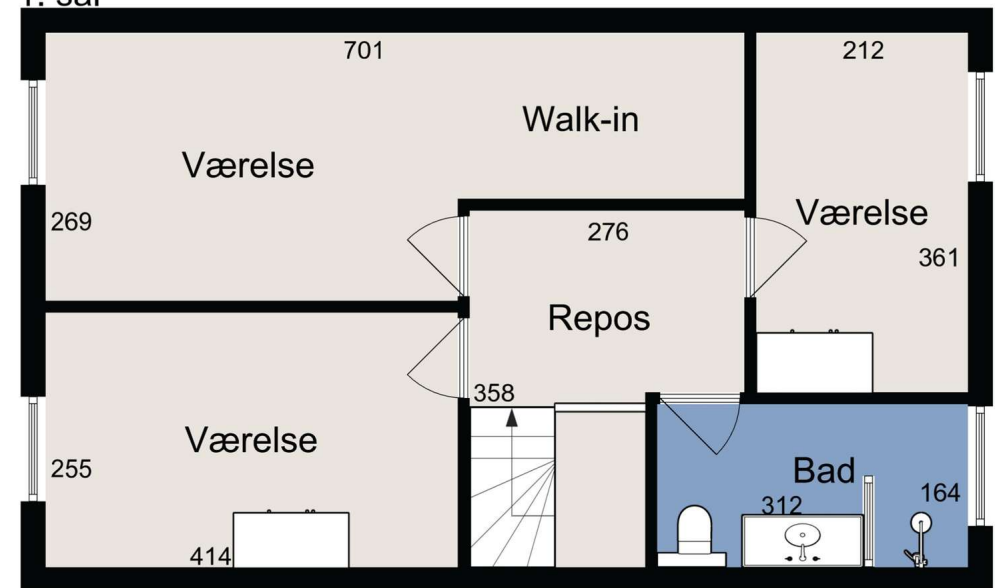 1. sal
701
212
Walk-in
Værelse
Værelse
269
276
361
Repos
358
Værelse
Bad
255
312
164
414